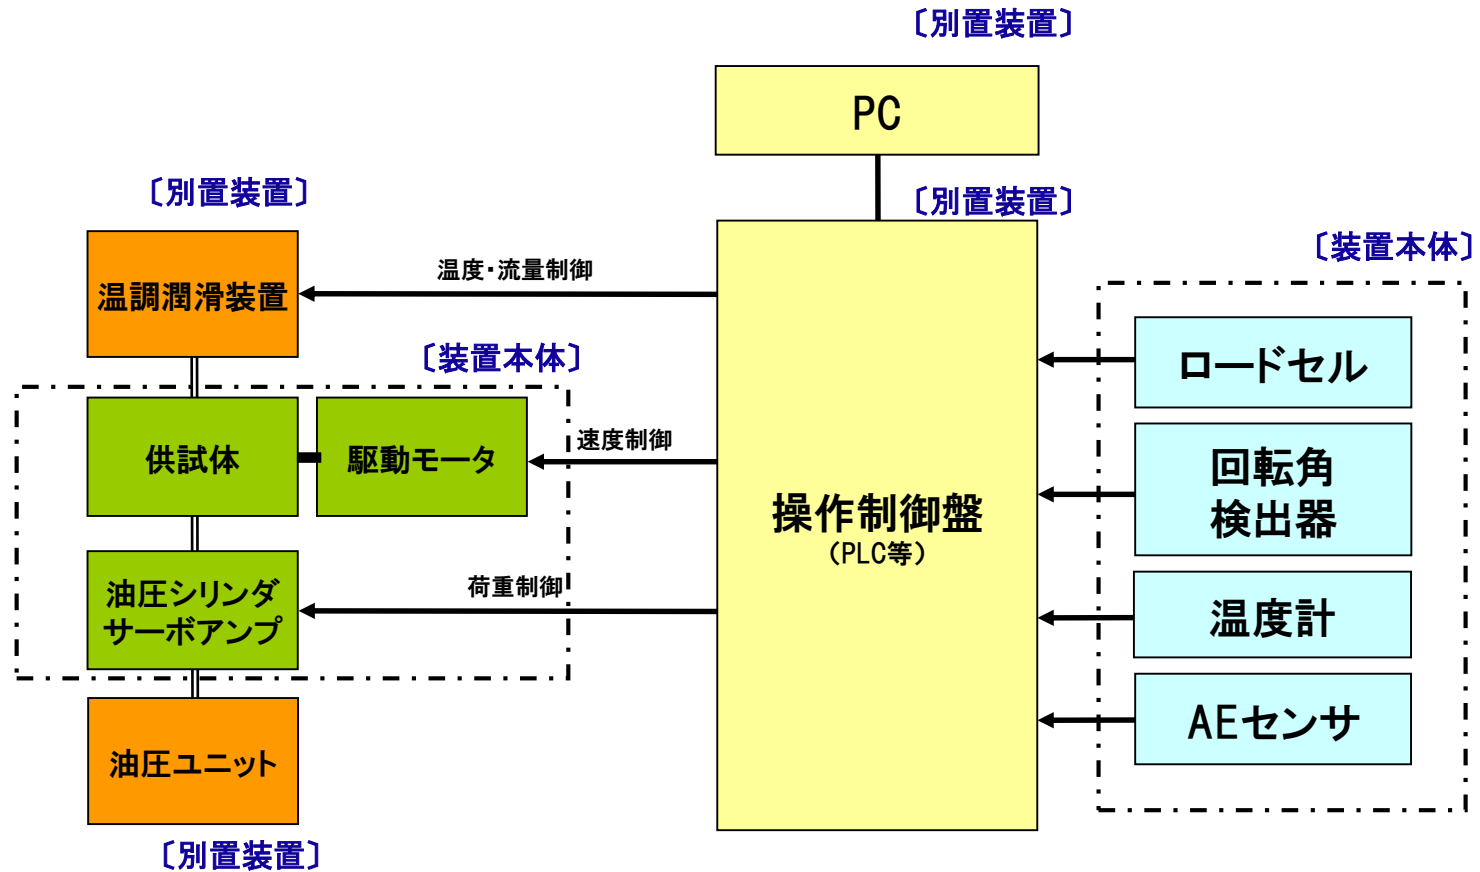 〔別置装置〕
PC
〔別置装置〕
〔別置装置〕
〔装置本体〕
温調潤滑装置
温度・流量制御
〔装置本体〕
供試体
駆動モータ
速度制御
油圧シリンダ
サーボアンプ
荷重制御
油圧ユニット
〔別置装置〕
操作制御盤
（PLC等）
ロードセル
回転角
検出器
温度計
AEセンサ